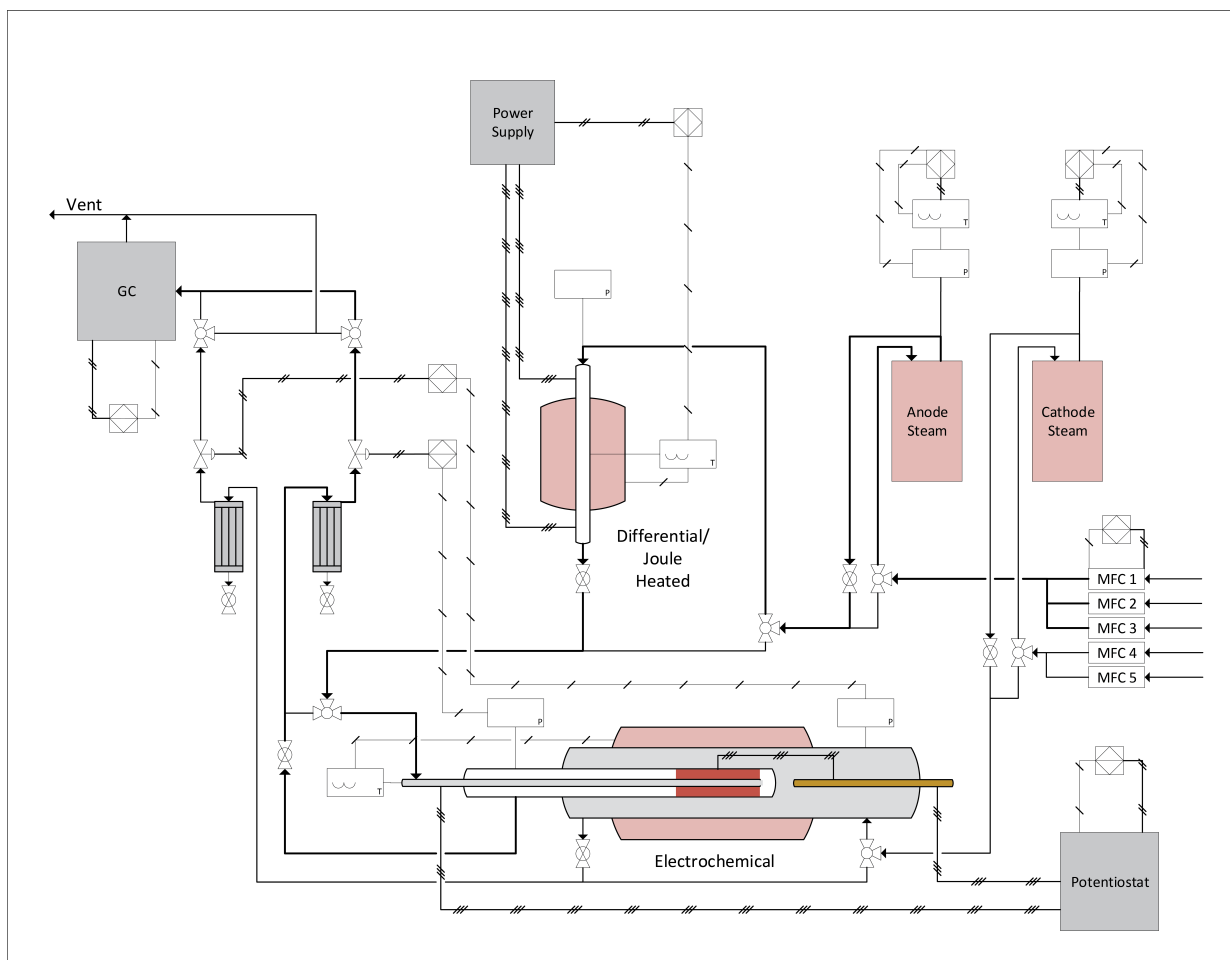 Power
Supply
Vent
GC
P
T
P
T
P
T
Anode
Steam
Cathode
Steam
Differential/
Joule
Heated
MFC 1
MFC 2
MFC 3
MFC 4
MFC 5
P
P
T
Electrochemical
Potentiostat